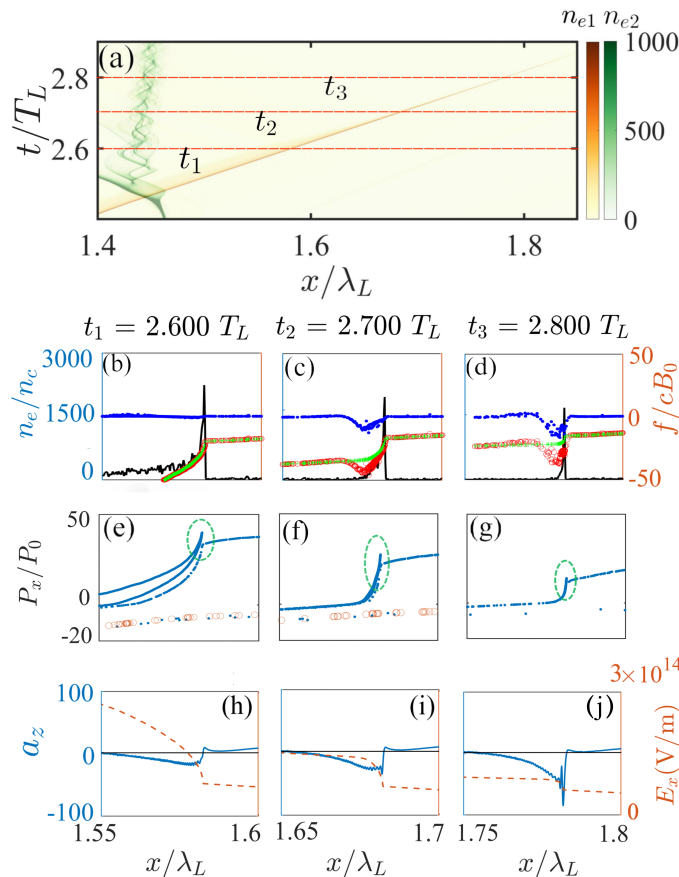 n_e1 n_e2
(a)
1000
500
0
t/T_L
2.8
2.6
t_3
t_2
t_1
1.4 1.6 1.8
x/λ_L
t_1 = 2.600 T_L t_2 = 2.700 T_L t_3 = 2.800 T_L
n_e/n_c
3000
1500
0
(b) (c) (d)
50
0
-50
f/cB_0
P_x/P_0
50
0
-20
(e) (f) (g)
a_z
100
0
-100
(h) (i) (j)
3×10^14
0
E_x(V/m)
1.55 1.6 1.65 1.7 1.75 1.8
x/λ_L x/λ_L x/λ_L